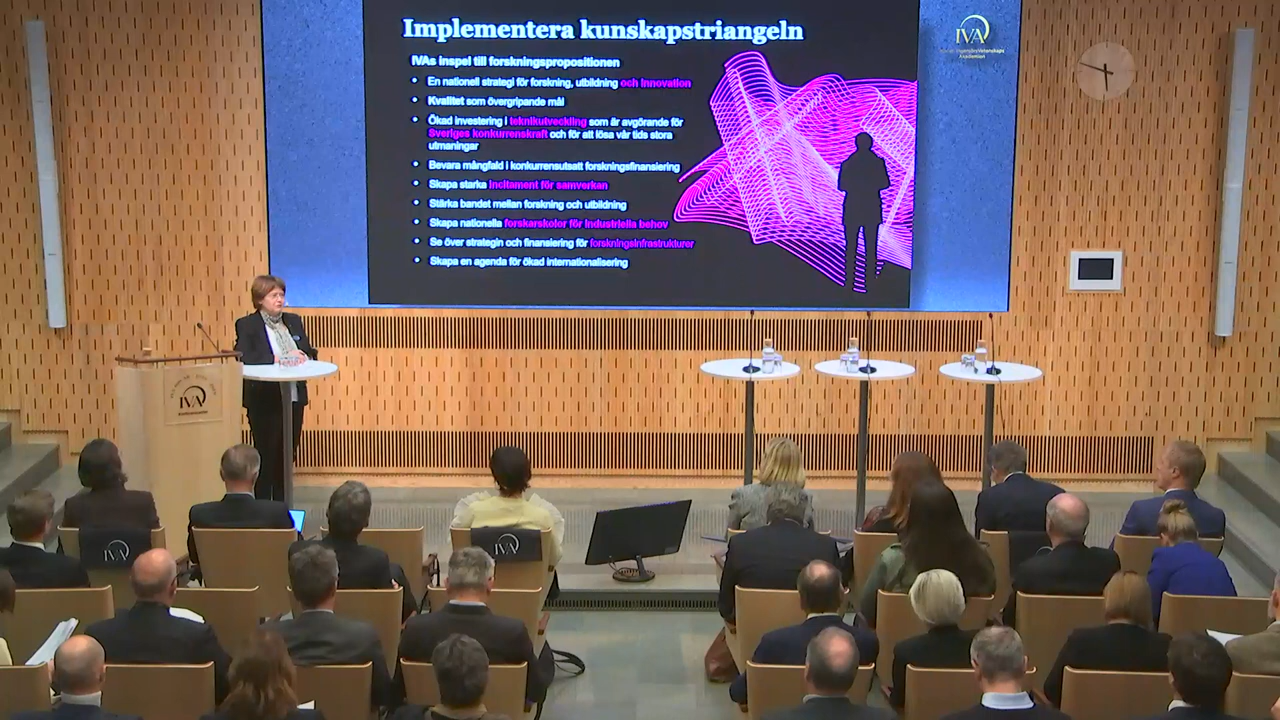 Implementera kunskapstriangeln
IVAs inspel till forskningspropositionen
• En nationell strategi för forskning, utbildning och innovation
• Kvalitet som övergripande mål
• Ökad investering i teknikutveckling som är avgörande för
Sveriges konkurrenskraft och för att lösa vår tids stora
utmaningar
• Bevara mångfald i konkurrensutsatt forskningsfinansiering
• Skapa starka incitament för samverkan
• Stärka bandet mellan forskning och utbildning
• Skapa nationella forskarskolor för industriella behov
• Se över strategin och finansiering för forskningsinfrastrukturer
• Skapa en agenda för ökad internationalisering
IVA
Akademien
IVA
IVA
IVA